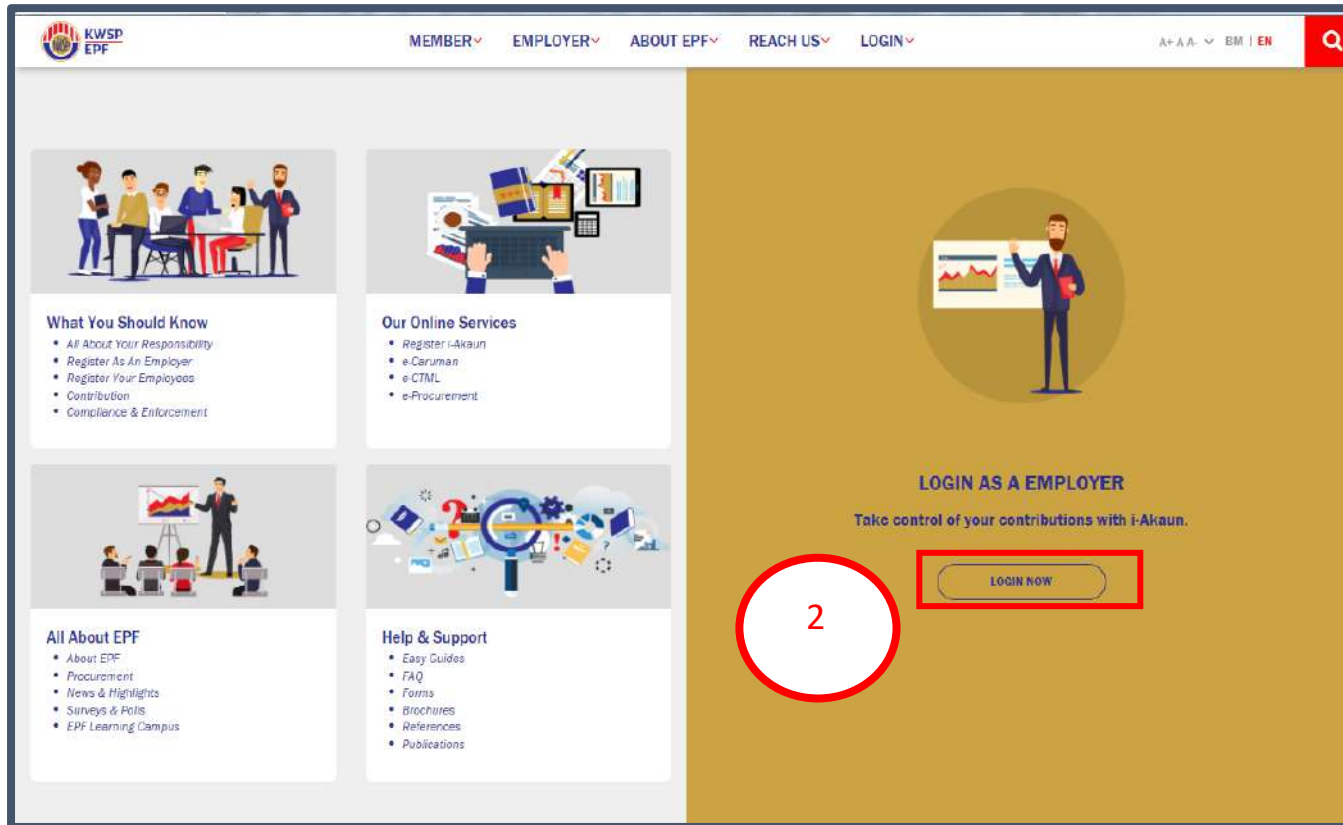 KWSP
EPF
MEMBER
EMPLOYER
ABOUT EPF
REACH US
LOGIN
A+ A A- BM | EN
What You Should Know
• All About Your Responsibility
• Register As An Employer
• Register Your Employees
• Contribution
• Compliance & Enforcement
Our Online Services
• Register i-Akaun
• e-Caruman
• e-CTML
• e-Procurement
All About EPF
• About EPF
• Procurement
• News & Highlights
• Surveys & Polls
• EPF Learning Campus
Help & Support
• Easy Guides
• FAQ
• Forms
• Brochures
• References
• Publications
LOGIN AS A EMPLOYER
Take control of your contributions with i-Akaun.
LOGIN NOW
2